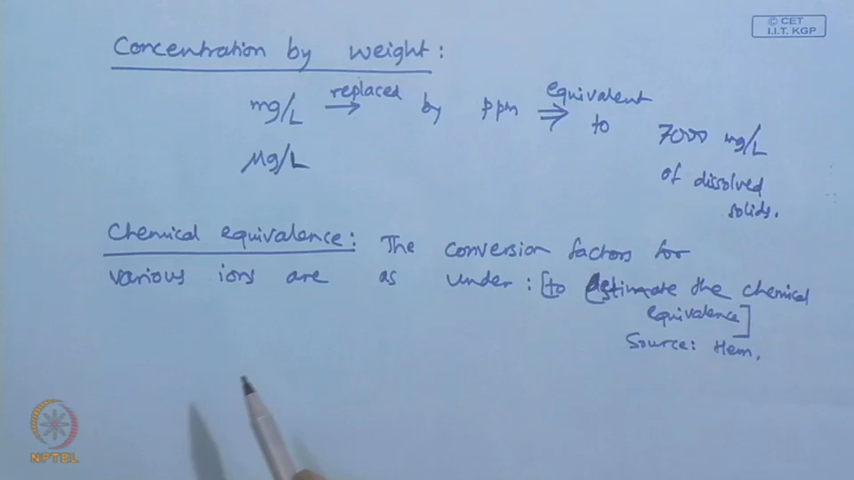 © CET
I.I.T. KGP
Concentration by weight :
mg/L replaced by ppm equivalent to 7000 mg/L
µg/L of dissolved
solids.
Chemical equivalence: The conversion factors for
various ions are as under : [to estimate the chemical
equivalence]
Source: Hem.
NPTEL